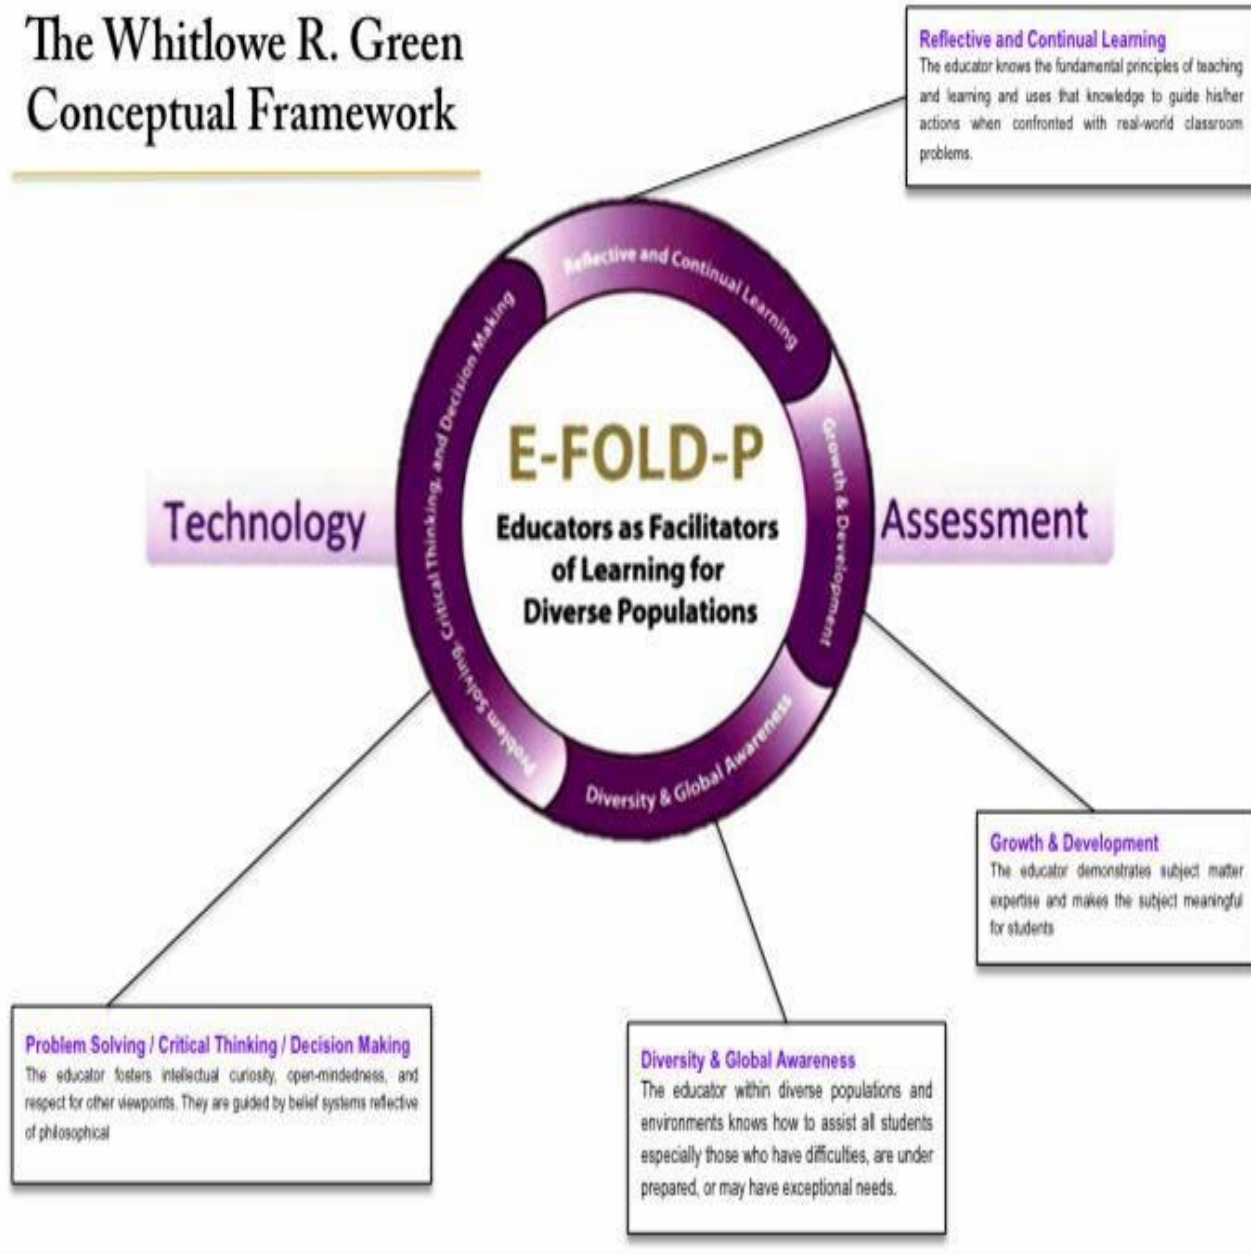 The Whitlowe R. Green
Conceptual Framework
Reflective and Continual Learning
The educator knows the fundamental principles of teaching
and learning and uses that knowledge to guide his/her
actions when confronted with real-world classroom
problems.
Reflective and Continual Learning
Problem Solving, Critical Thinking, and Decision Making
Growth & Development
Diversity & Global Awareness
E-FOLD-P
Educators as Facilitators
of Learning for
Diverse Populations
Technology
Assessment
Growth & Development
The educator demonstrates subject matter
expertise and makes the subject meaningful
for students
Problem Solving / Critical Thinking / Decision Making
The educator fosters intellectual curiosity, open-mindedness, and
respect for other viewpoints. They are guided by belief systems reflective
of philosophical
Diversity & Global Awareness
The educator within diverse populations and
environments knows how to assist all students
especially those who have difficulties, are under
prepared, or may have exceptional needs.